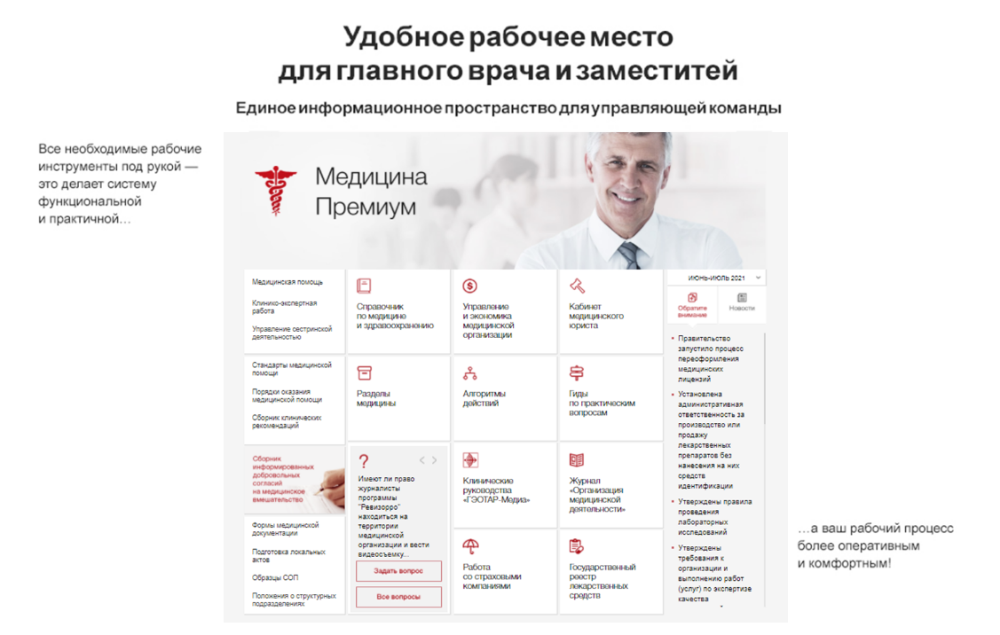 Удобное рабочее место
для главного врача и заместитей
Единое информационное пространство для управляющей команды
Все необходимые рабочие
инструменты под рукой —
это делает систему
функциональной
и практичной...
Медицина
Премиум
Медицинская помощь
Клинико-экспертная
работа
Управление сестринской
деятельностью
Справочник
по медицине
и здравоохранению
Управление
и экономика
медицинской
организации
Кабинет
медицинского
юриста
Стандарты медицинской
помощи
Порядки оказания
медицинской помощи
Сборник клинических
рекомендаций
Разделы
медицины
Алгоритмы
действий
Гиды
по практическим
вопросам
Сборник
информированных
добровольных
согласий
на медицинское
вмешательство
Формы медицинской
документации
Подготовка локальных
актов
Образцы СОП
Положения о структурных
подразделениях
?
Имеют ли право
журналисты
программы
"Ревизорро"
находиться на
территории
медицинской
организации и вести
видеосъемку...
Задать вопрос
Все вопросы
Клинические
руководства
«ГЭОТАР-Медиа»
Журнал
«Организация
медицинской
деятельности»
Работа
со страховыми
компаниями
Государственный
реестр
лекарственных
средств
ИЮНЬ-ИЮЛЬ 2021
Обратите
внимание
Новости
• Правительство
запустило процесс
переоформления
медицинских
лицензий
• Установлена
административная
ответственность за
производство или
продажу
лекарственных
препаратов без
нанесения на них
средств
идентификации
• Утверждены правила
проведения
лабораторных
исследований
• Утверждены
требования к
организации и
выполнению работ
(услуг) по экспертизе
качества
...а ваш рабочий процесс
более оперативным
и комфортным!